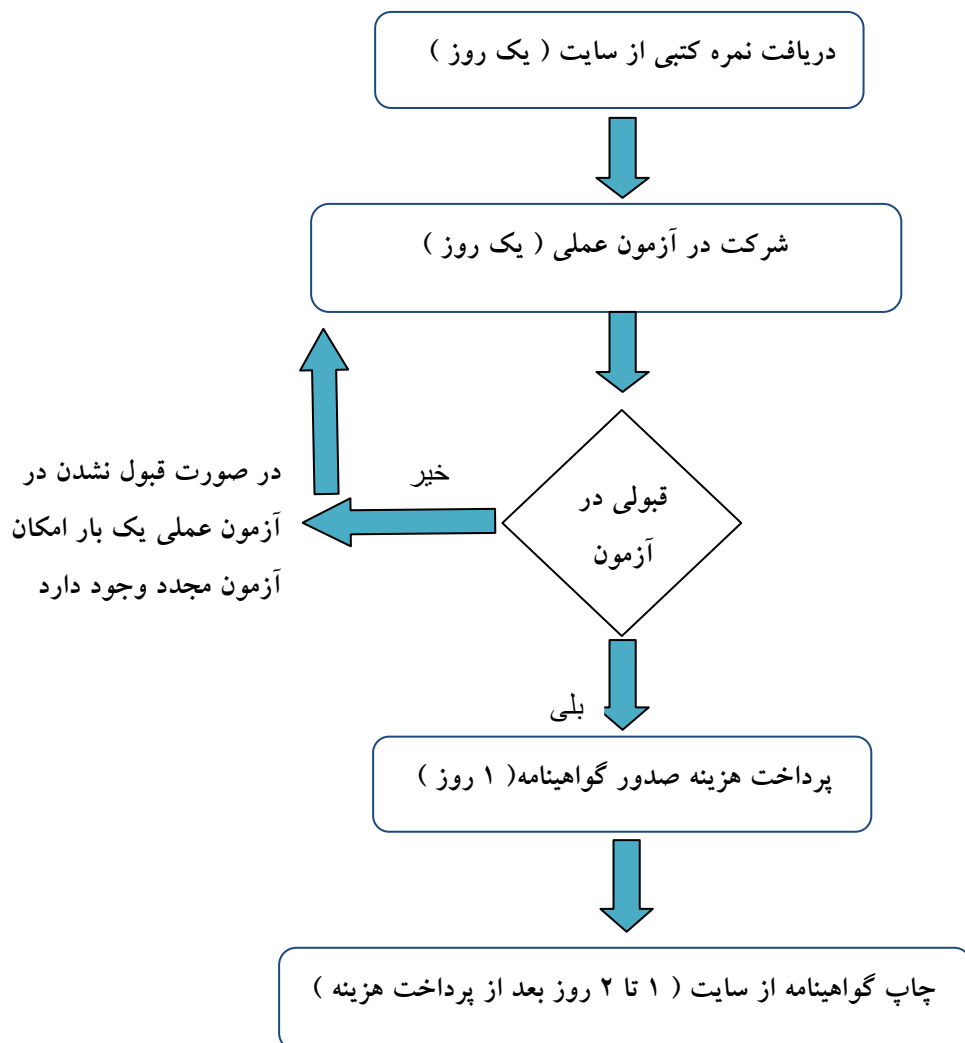 دریافت نمره کتبی از سایت ( یک روز )
شرکت در آزمون عملی ( یک روز )
قبولی در
آزمون
خیر
در صورت قبول نشدن در
آزمون عملی یک بار امکان
آزمون مجدد وجود دارد
بلی
پرداخت هزینه صدور گواهینامه( ۱ روز )
چاپ گواهینامه از سایت ( ۱ تا ۲ روز بعد از پرداخت هزینه )